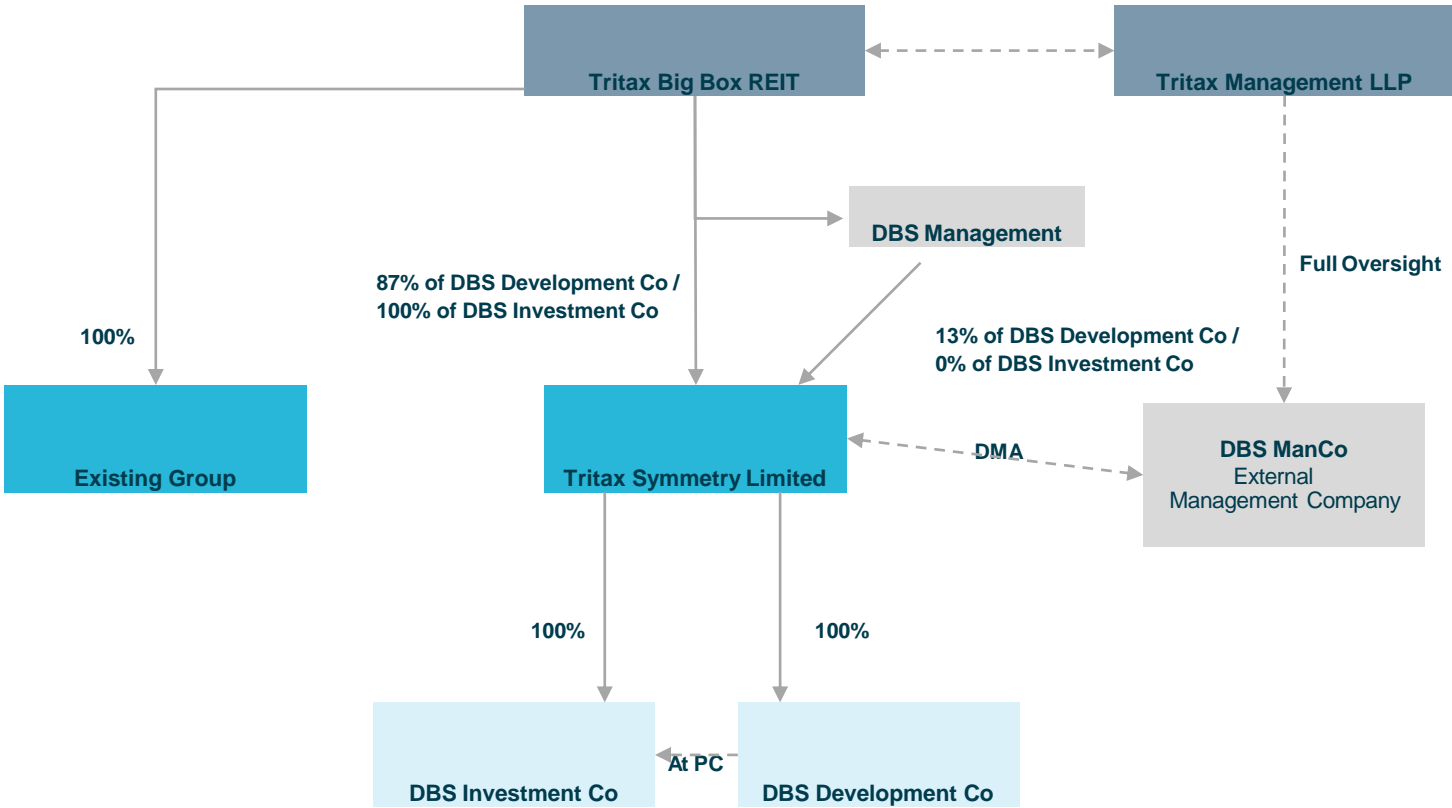 Tritax Big Box REIT
Tritax Management LLP
DBS Management
Full Oversight
87% of DBS Development Co /
100% of DBS Investment Co
100%
13% of DBS Development Co /
0% of DBS Investment Co
Existing Group
Tritax Symmetry Limited
DMA
DBS ManCo
External
Management Company
100%
100%
At PC
DBS Investment Co
DBS Development Co